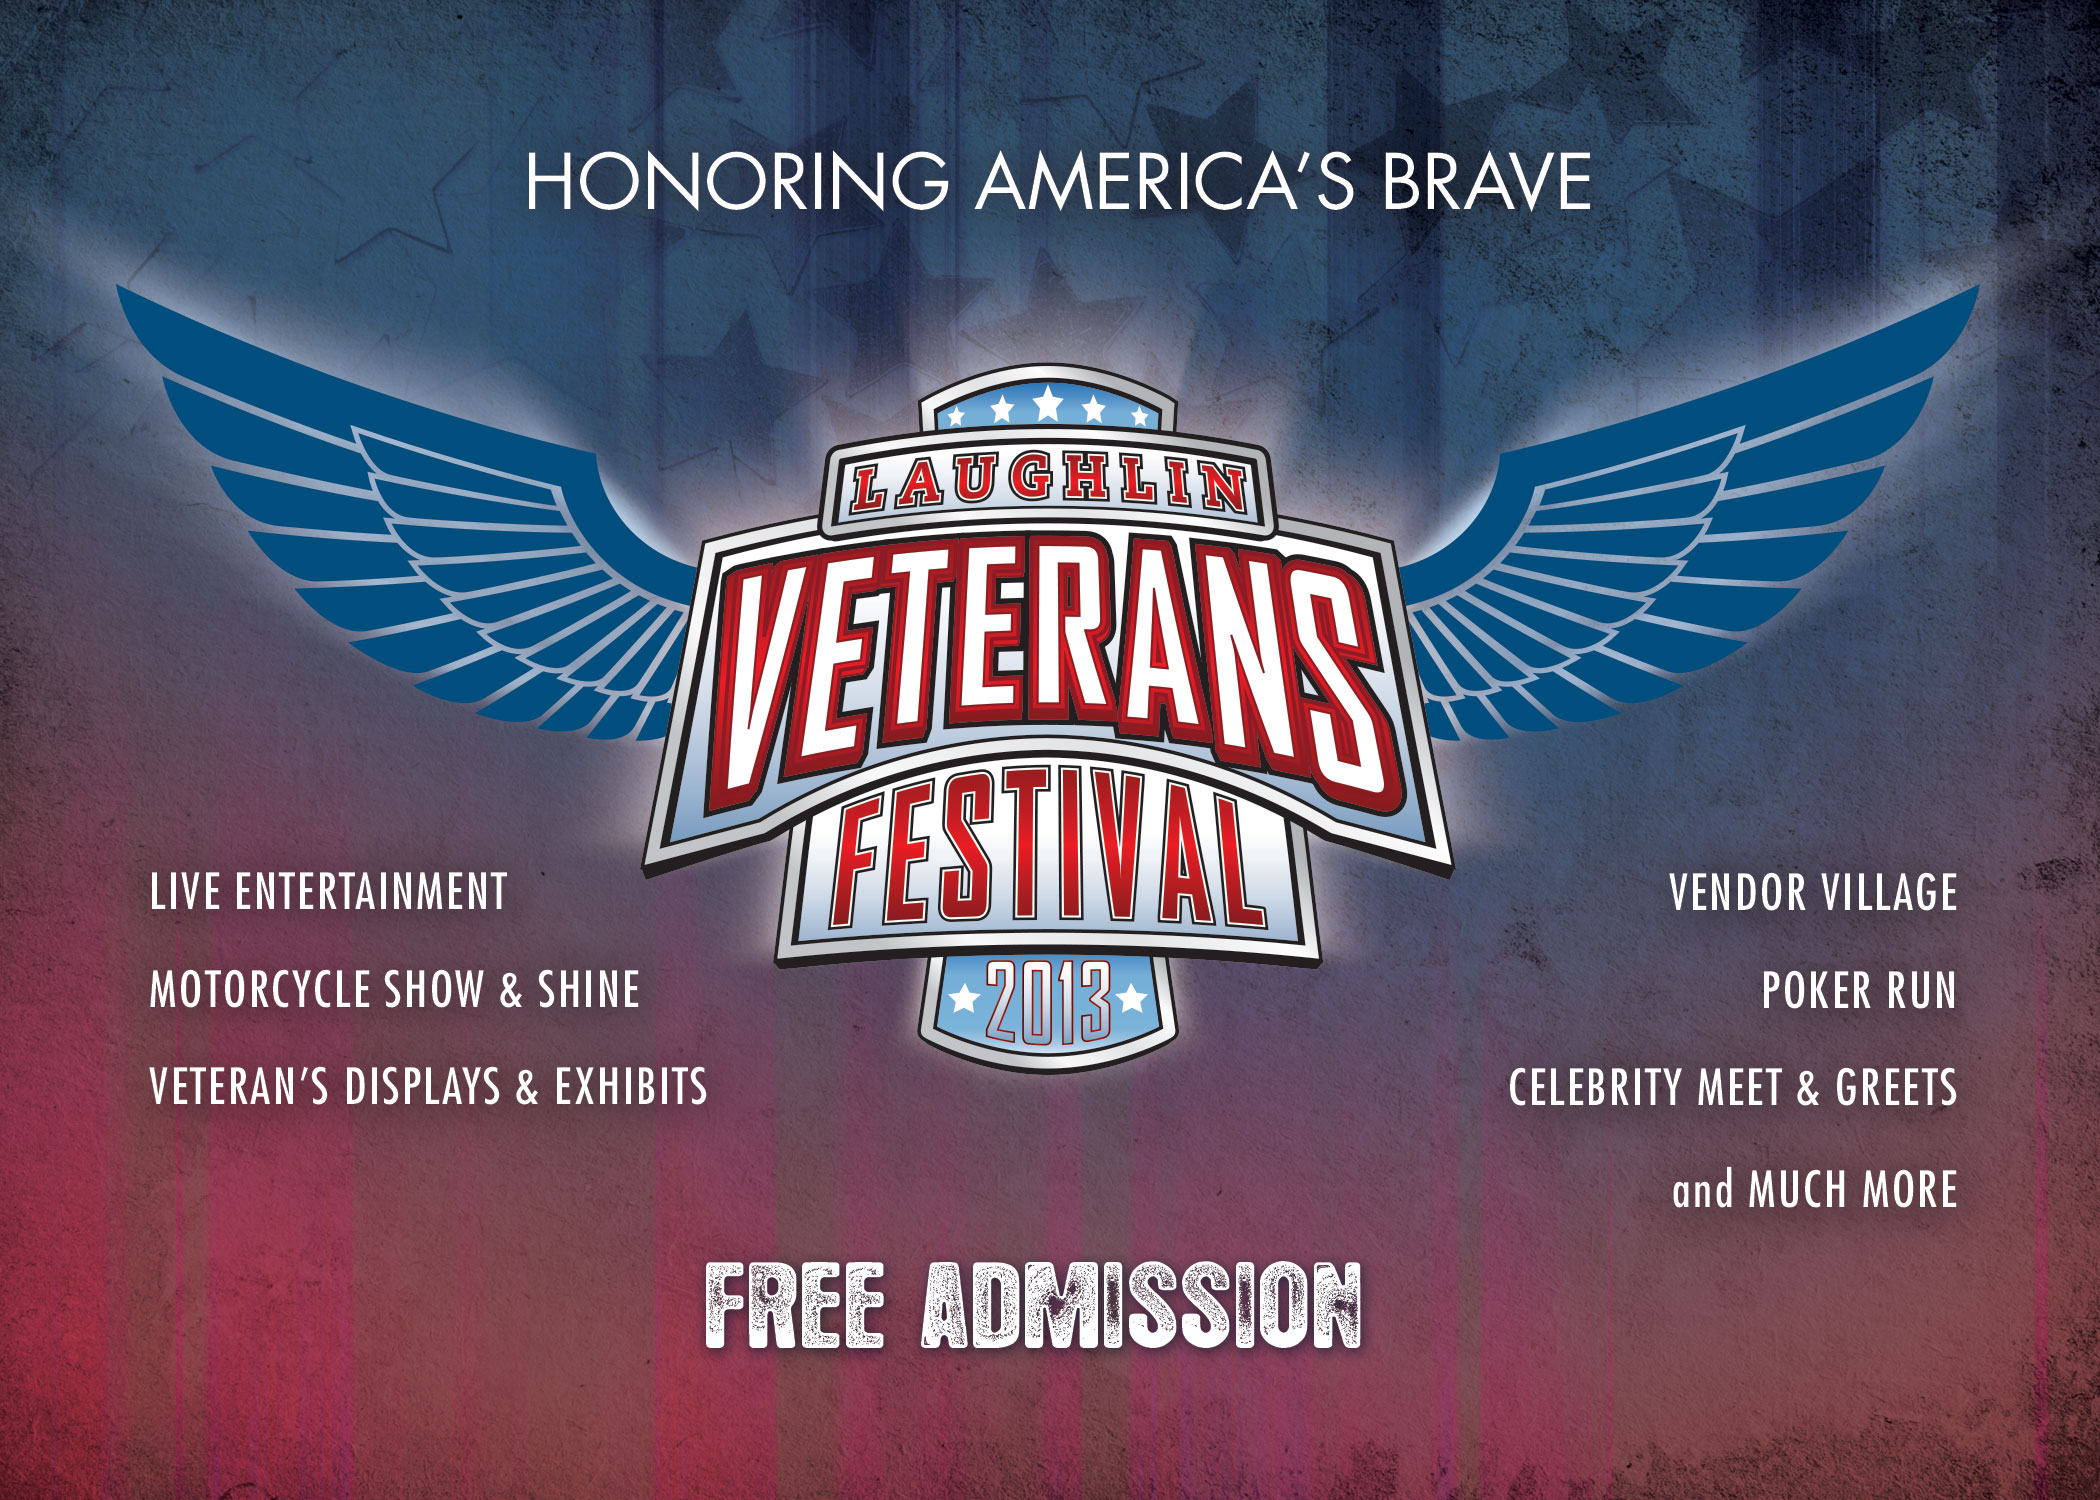 HONORING AMERICA'S BRAVE
LAUGHLIN
VETERANS
FESTIVAL
2013
LIVE ENTERTAINMENT
MOTORCYCLE SHOW & SHINE
VETERAN'S DISPLAYS & EXHIBITS
VENDOR VILLAGE
POKER RUN
CELEBRITY MEET & GREETS
and MUCH MORE
FREE ADMISSION